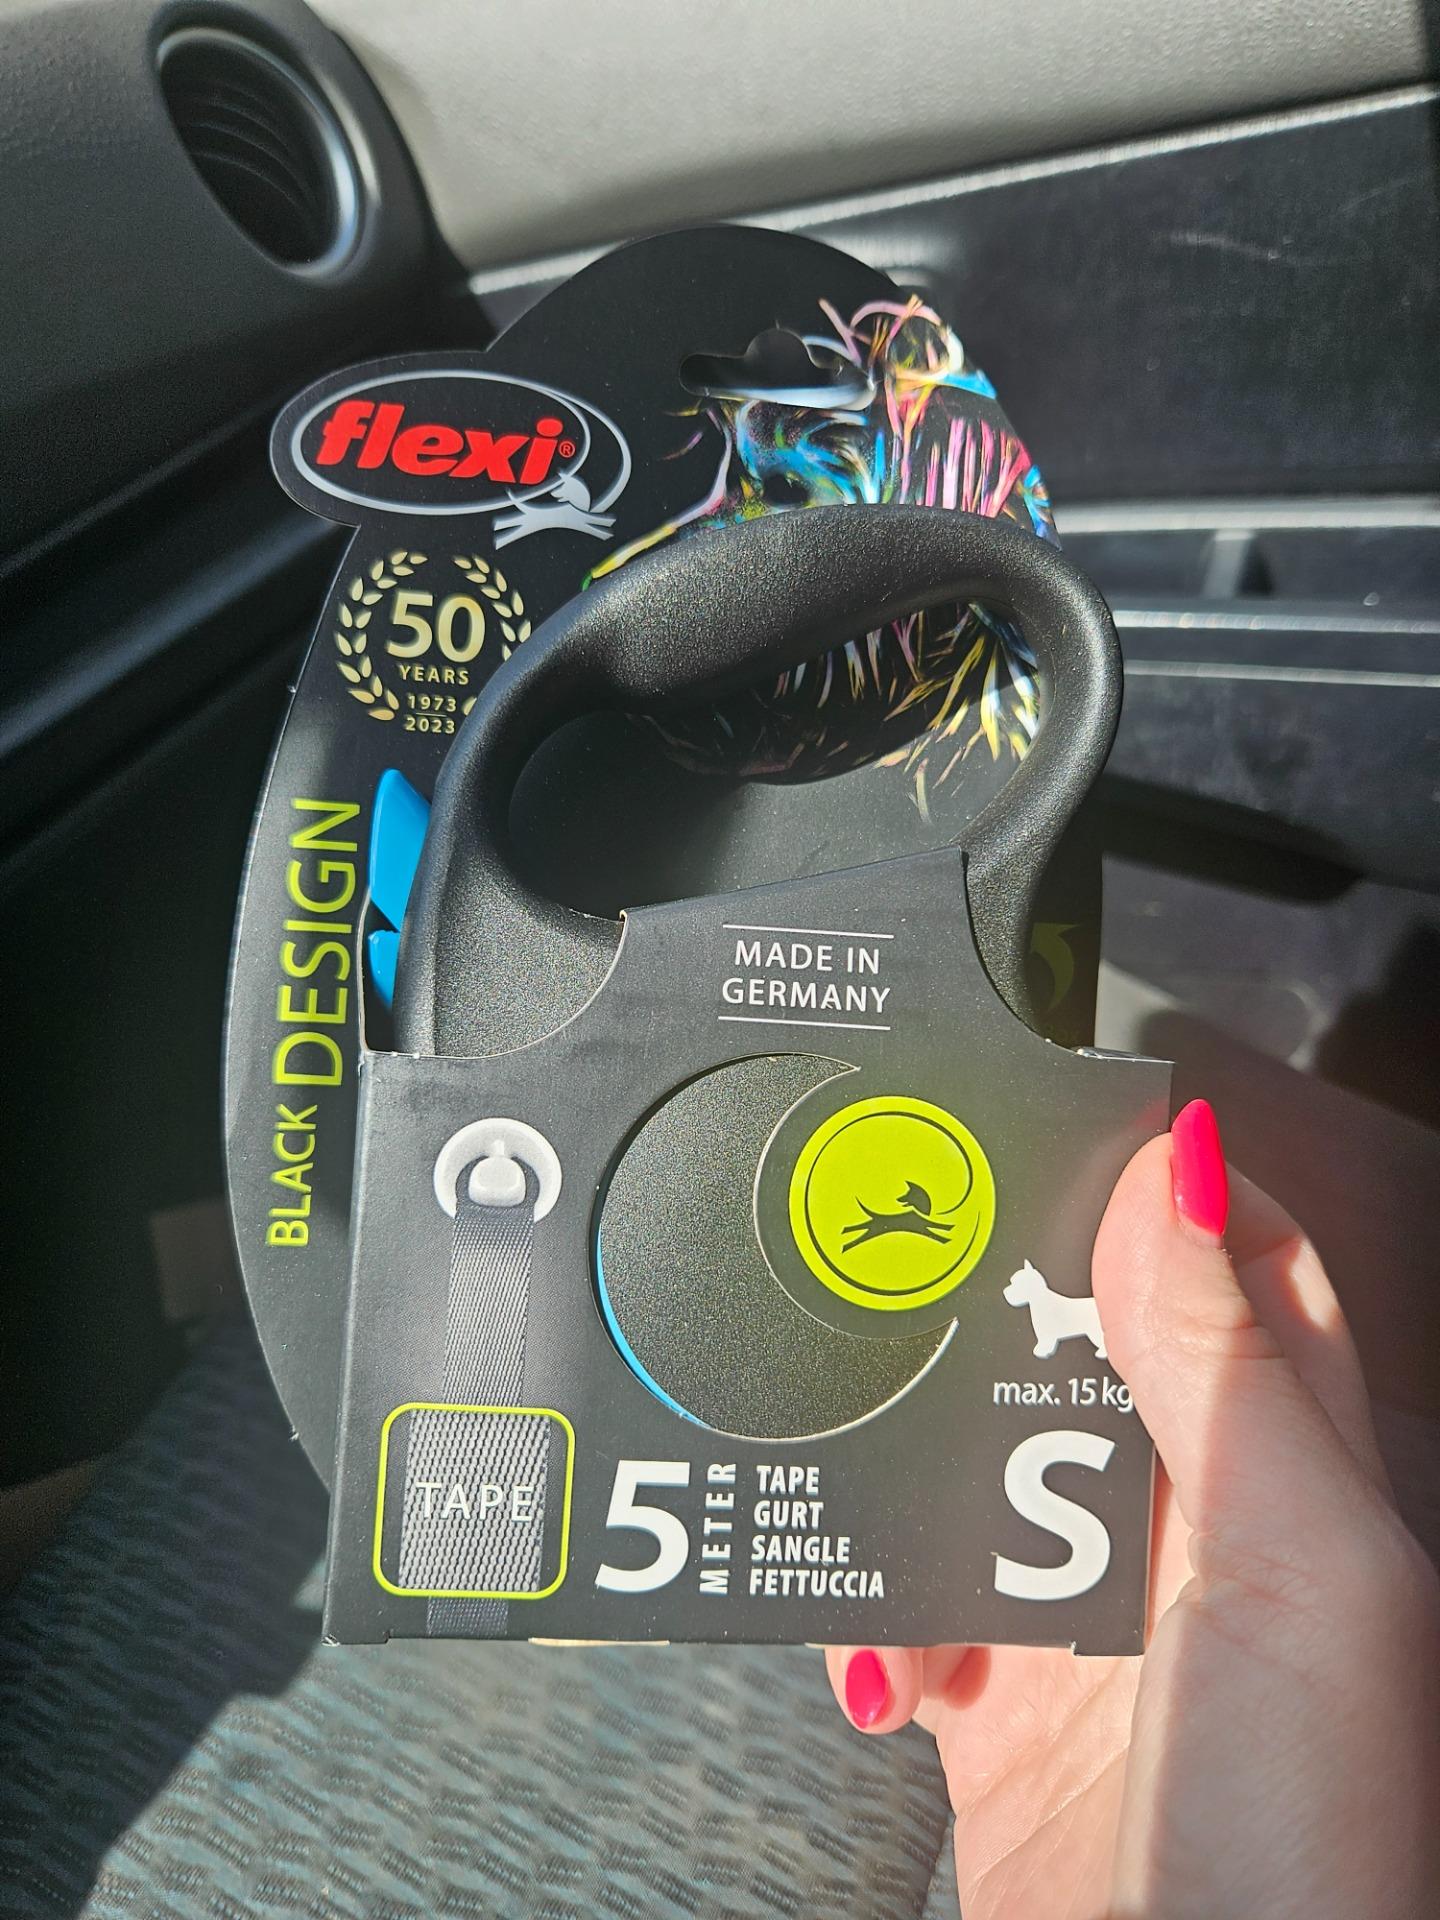 flexi®
50
YEARS
1973
2023
BLACK DESIGN
MADE IN
GERMANY
max. 15 kg
TAPE
5 METER
TAPE
GURT
SANGLE
FETTUCCIA
S